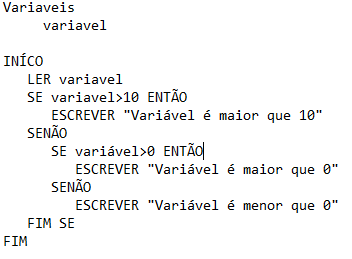 Variaveis
     variavel

INÍCO
   LER variavel
   SE variavel>10 ENTÃO
      ESCREVER "Variável é maior que 10"
   SENÃO
      SE variável>0 ENTÃO
         ESCREVER "Variável é maior que 0"
      SENÃO
         ESCREVER "Variável é menor que 0"
   FIM SE
FIM